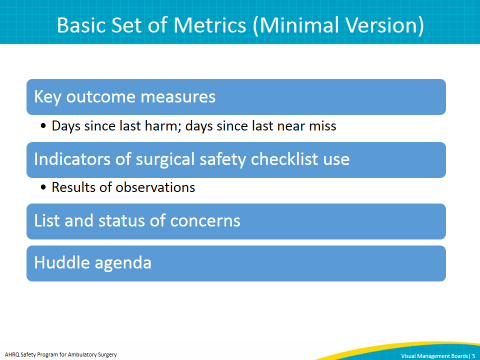 Basic Set of Metrics (Minimal Version)
Key outcome measures
• Days since last harm; days since last near miss
Indicators of surgical safety checklist use
• Results of observations
List and status of concerns
Huddle agenda
AHRQ Safety Program for Ambulatory Surgery
Visual Management Boards | 5